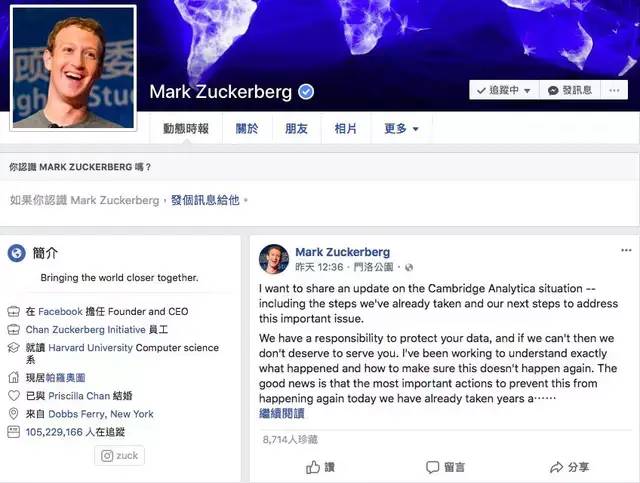 顾 委
ght Stud
Mark Zuckerberg
追蹤中
發訊息
動態時報
關於
朋友
相片
更多
你認識 MARK ZUCKERBERG 嗎？
如果你認識 Mark Zuckerberg，發個訊息給他。
簡介
Bringing the world closer together.
在 Facebook 擔任 Founder and CEO
Chan Zuckerberg Initiative 員工
就讀 Harvard University Computer science
系
現居帕羅奧圖
已與 Priscilla Chan 結婚
來自 Dobbs Ferry, New York
105,229,166 人在追蹤
zuck
Mark Zuckerberg
昨天 12:36 · 門洛公園 ·
I want to share an update on the Cambridge Analytica situation --
including the steps we've already taken and our next steps to address
this important issue.
We have a responsibility to protect your data, and if we can't then we
don't deserve to serve you. I've been working to understand exactly
what happened and how to make sure this doesn't happen again. The
good news is that the most important actions to prevent this from
happening again today we have already taken years a⋯⋯
繼續閱讀
8,714人珍藏
讚
留言
分享